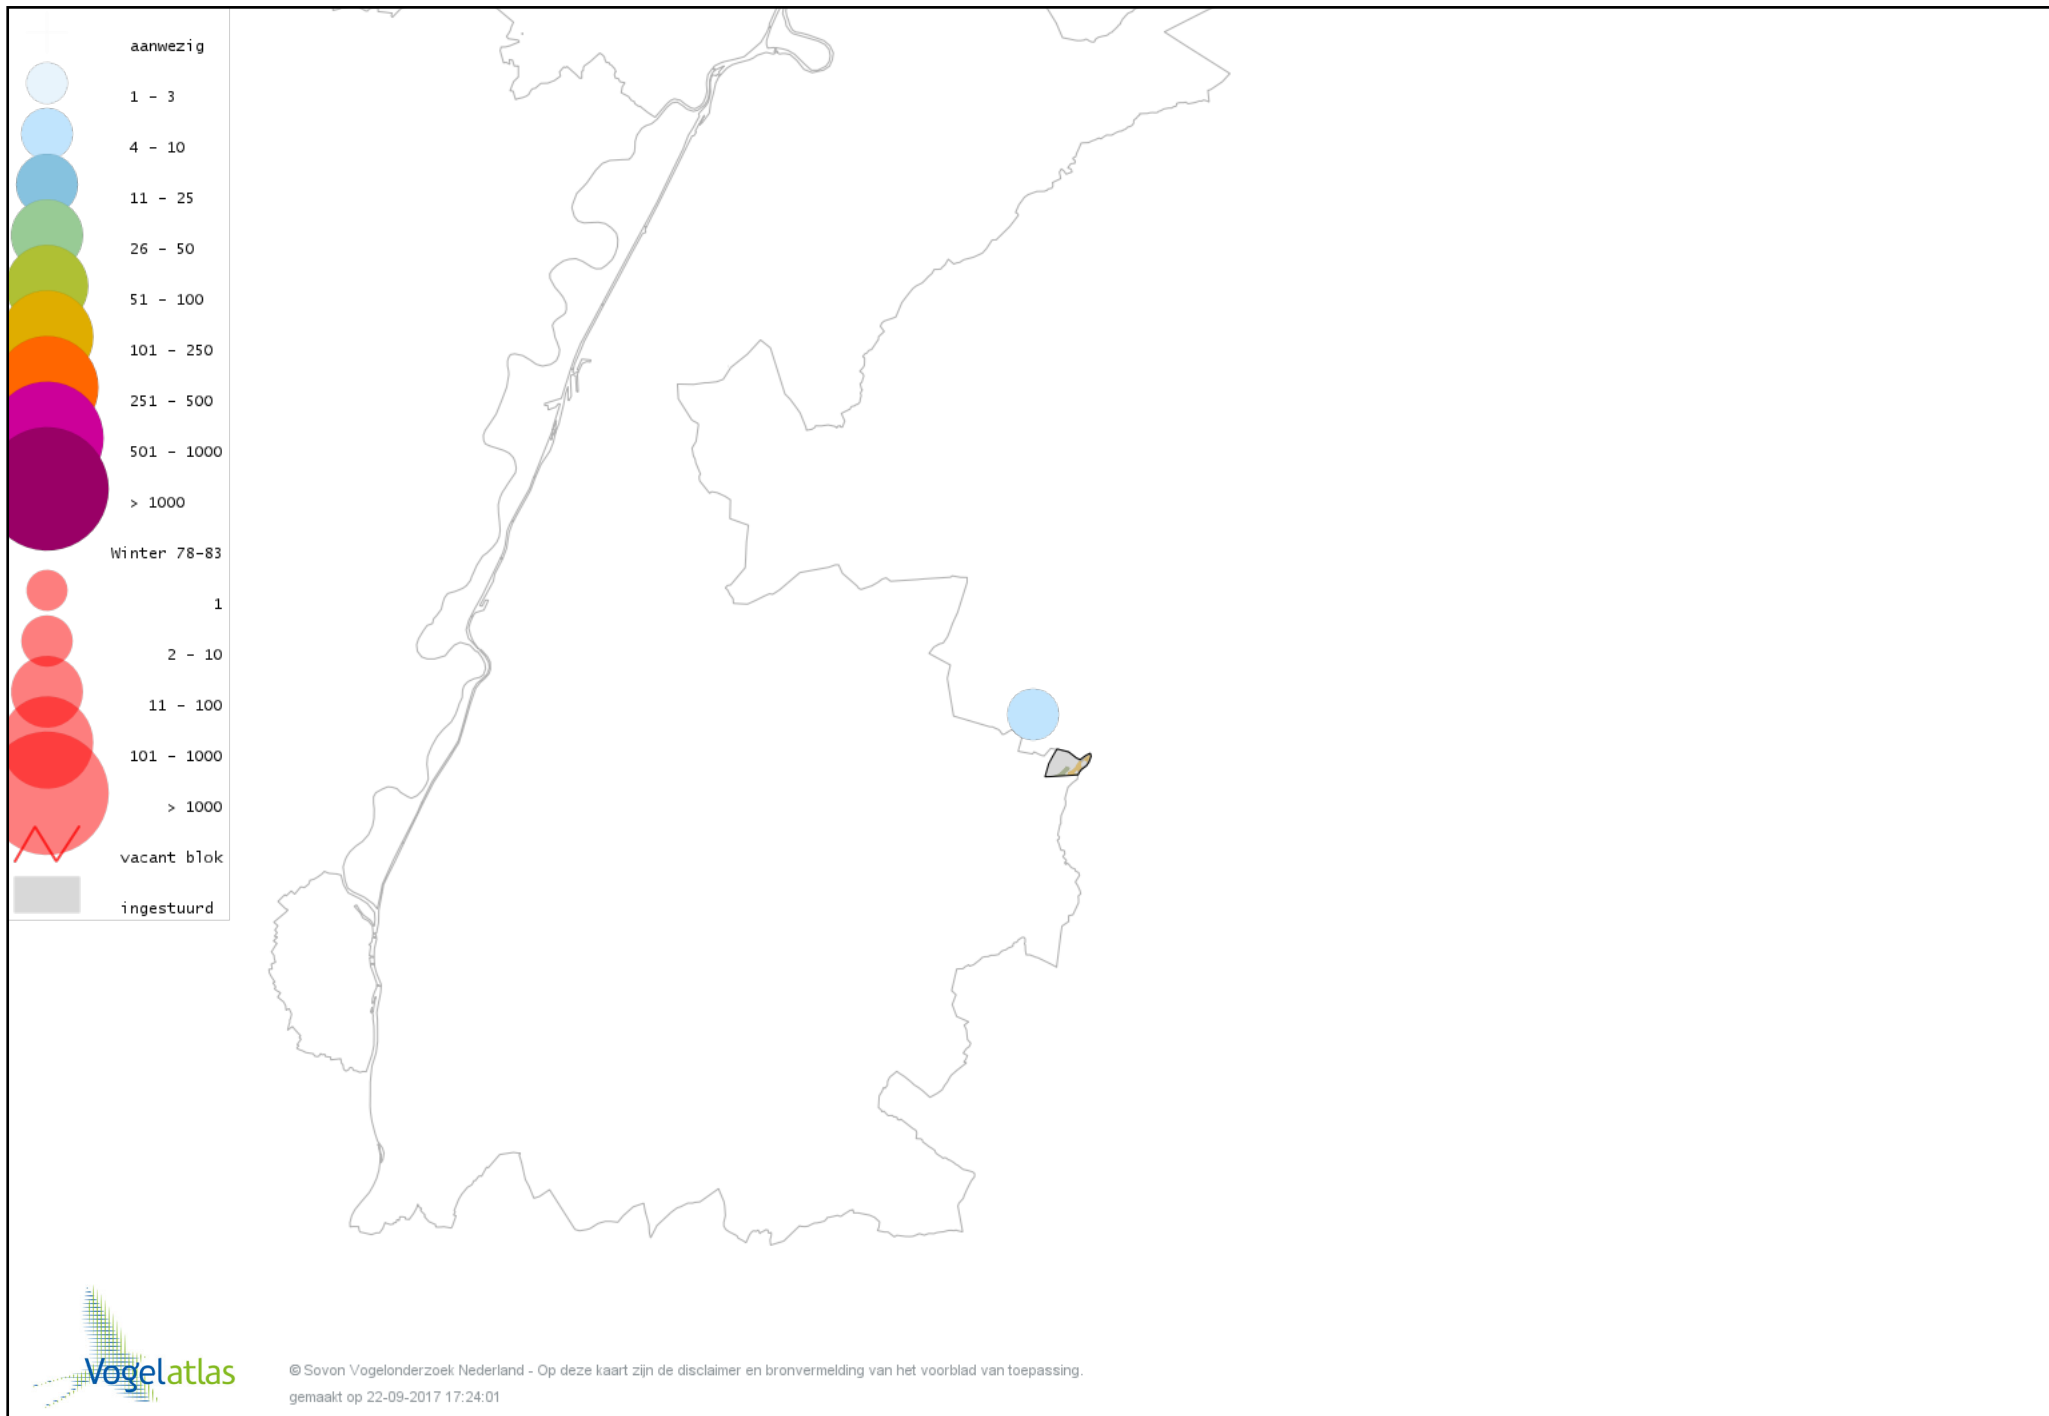 aanwezig
1 - 3
4 - 10
11 - 25
26 - 50
51 - 100
101 - 250
251 - 500
501 - 1000
> 1000
Winter 78-83
1
2 - 10
11 - 100
101 - 1000
> 1000
vacant blok
ingestuurd
Vogelatlas
© Sovon Vogelonderzoek Nederland - Op deze kaart zijn de disclaimer en bronvermelding van het voorblad van toepassing.
gemaakt op 22-09-2017 17:24:01